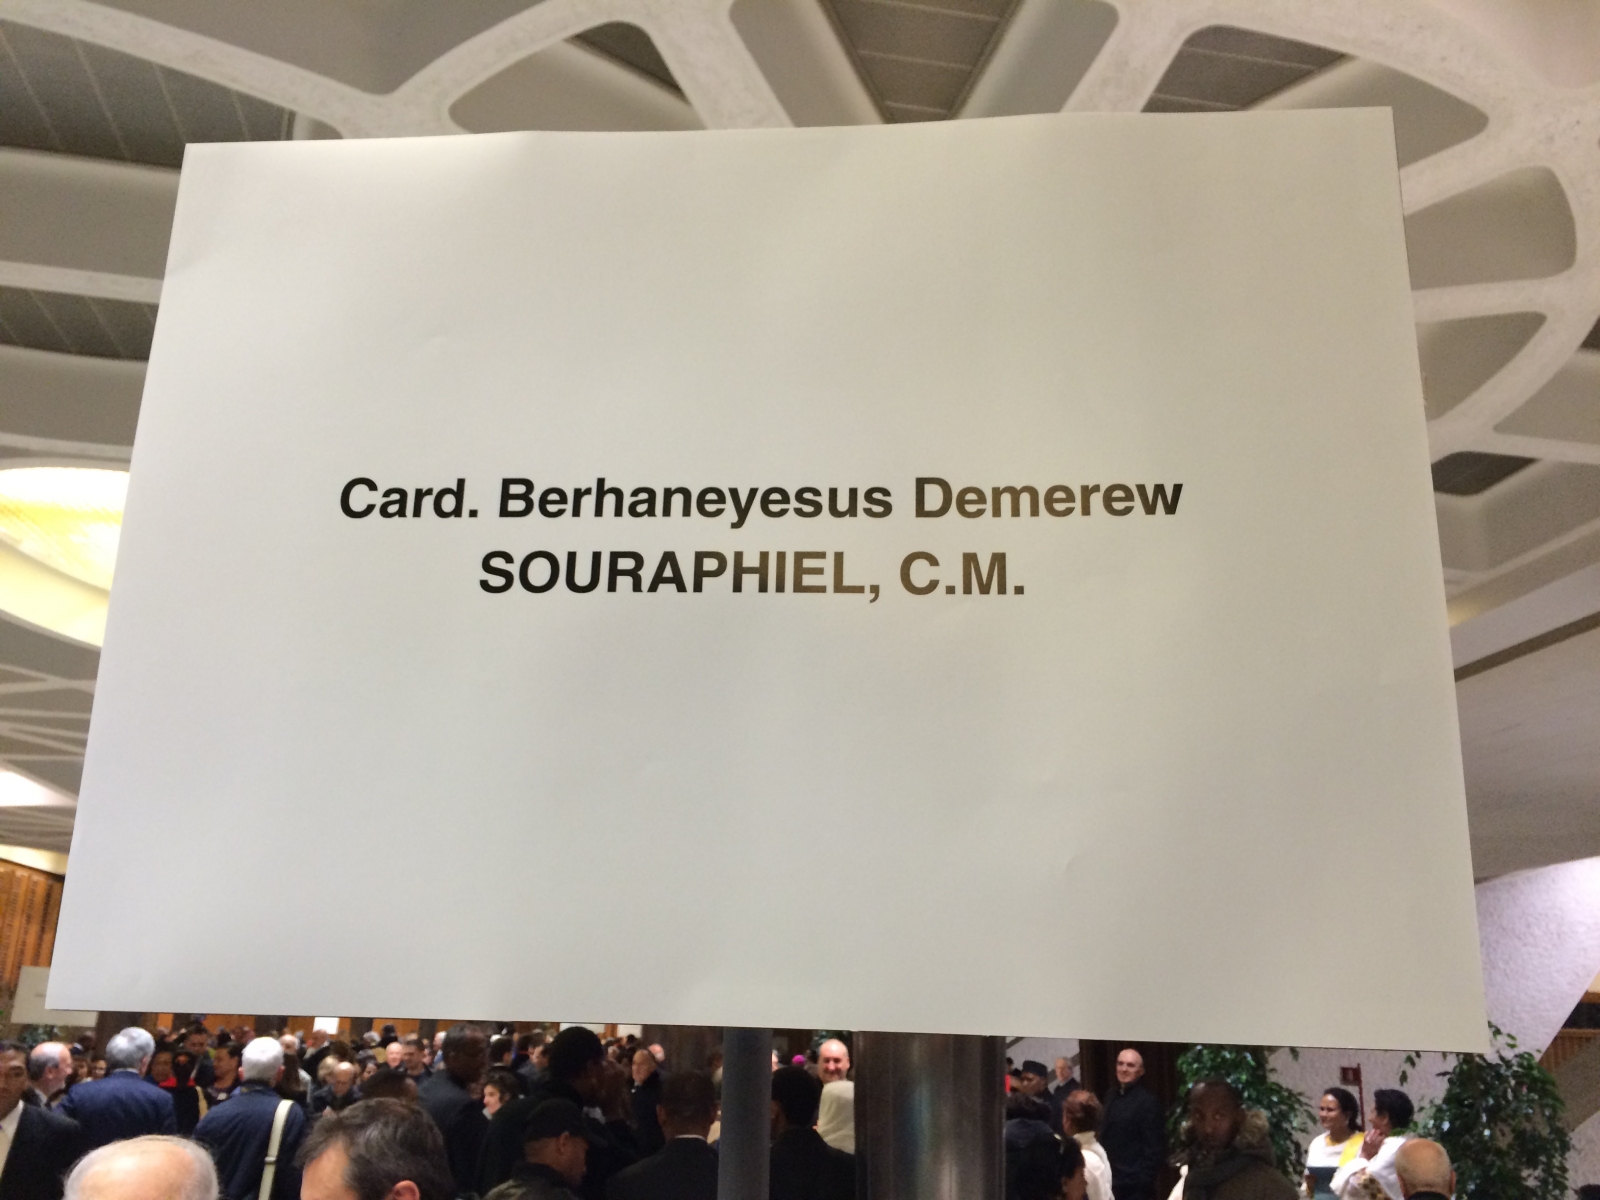 Card. Berhaneyesus Demerew
SOURAPHIEL, C.M.